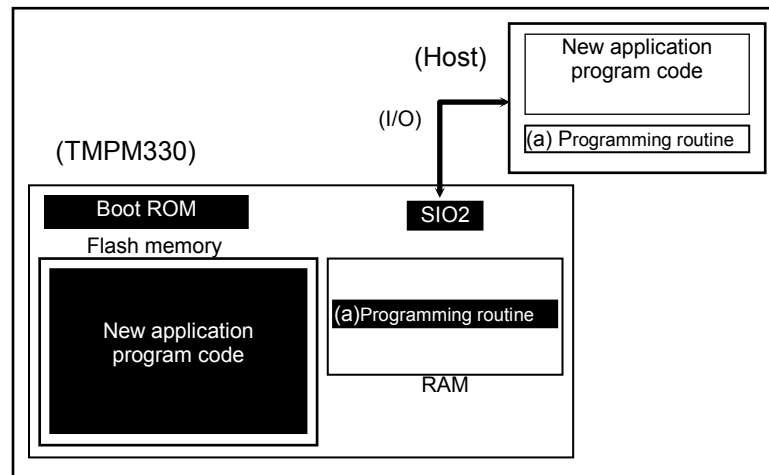 (Host)
New application
program code
(a) Programming routine
(I/O)
(TMPM330)
Boot ROM
SIO2
Flash memory
New application
program code
(a)Programming routine
RAM